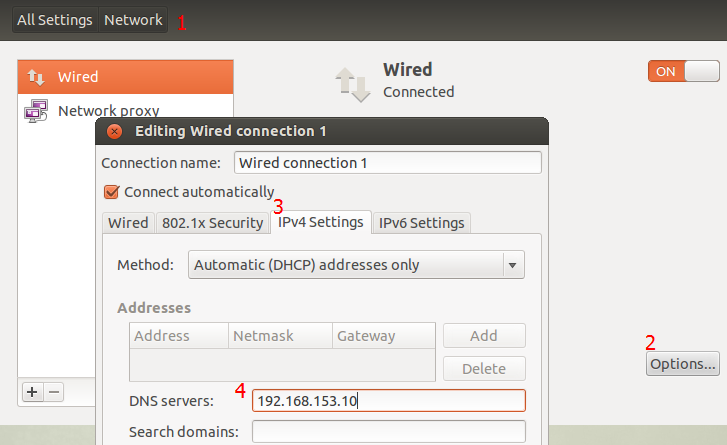 All Settings Network 1
Wired
Network proxy
Wired
Connected
ON
Editing Wired connection 1
Connection name: Wired connection 1
Connect automatically
3
Wired 802.1x Security IPv4 Settings IPv6 Settings
Method: Automatic (DHCP) addresses only
Addresses
Address Netmask Gateway Add
Delete
2
Options...
4
DNS servers: 192.168.153.10
Search domains: